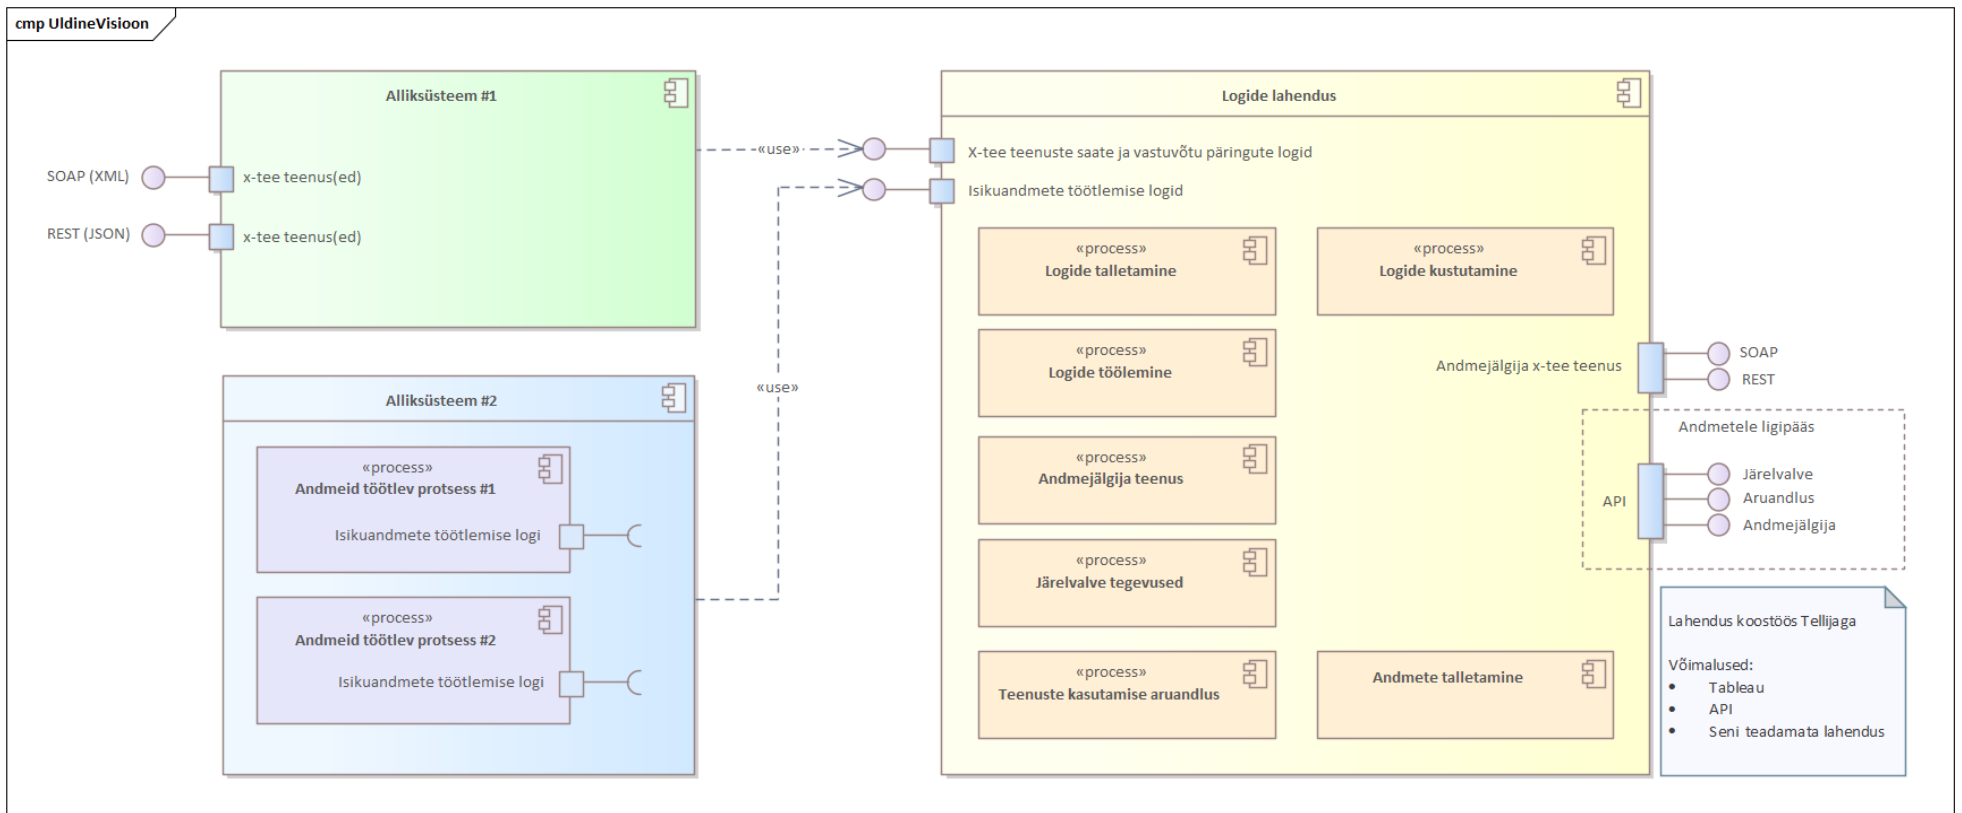 cmp UldineVisioon
Alliksüsteem #1
SOAP (XML)
x-tee teenus(ed)
REST (JSON)
x-tee teenus(ed)
«use»
Alliksüsteem #2
«process»
Andmeid töötlev protsess #1
Isikuandmete töötlemise logi
«process»
Andmeid töötlev protsess #2
Isikuandmete töötlemise logi
«use»
Logide lahendus
X-tee teenuste saate ja vastuvõtu päringute logid
Isikuandmete töötlemise logid
«process»
Logide talletamine
«process»
Logide kustutamine
«process»
Logide töölemine
«process»
Andmejälgija teenus
«process»
Järelvalve tegevused
«process»
Teenuste kasutamise aruandlus
Andmete talletamine
Andmejälgija x-tee teenus
SOAP
REST
Andmetele ligipääs
API
Järelvalve
Aruandlus
Andmejälgija
Lahendus koostöös Tellijaga
Võimalused:
• Tableau
• API
• Seni teadamata lahendus